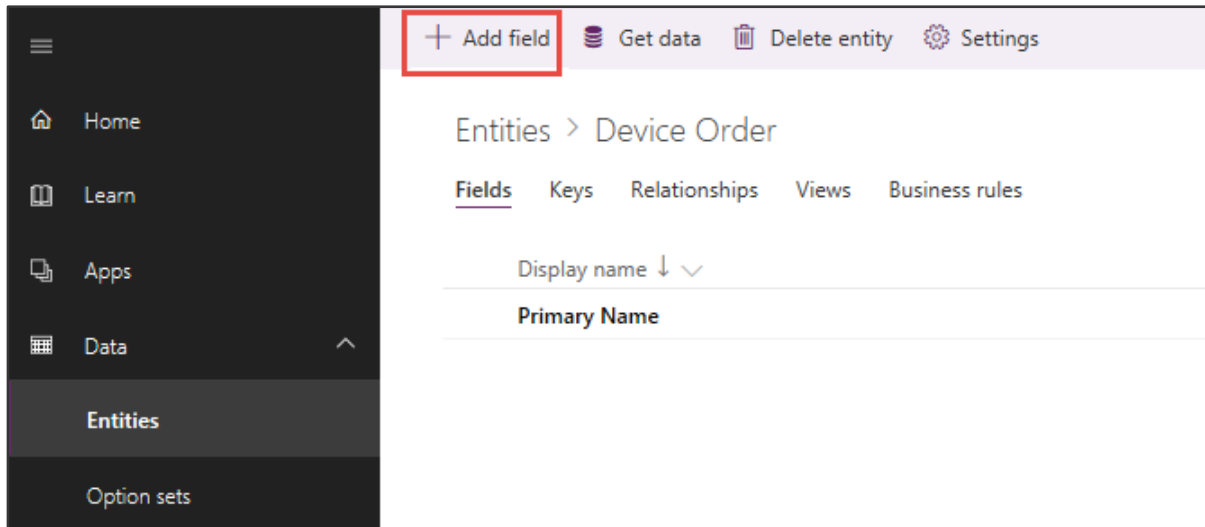 Add field Get data Delete entity Settings
Home
Learn
Apps
Data
Entities
Option sets
Entities > Device Order
Fields Keys Relationships Views Business rules
Display name ↓
Primary Name